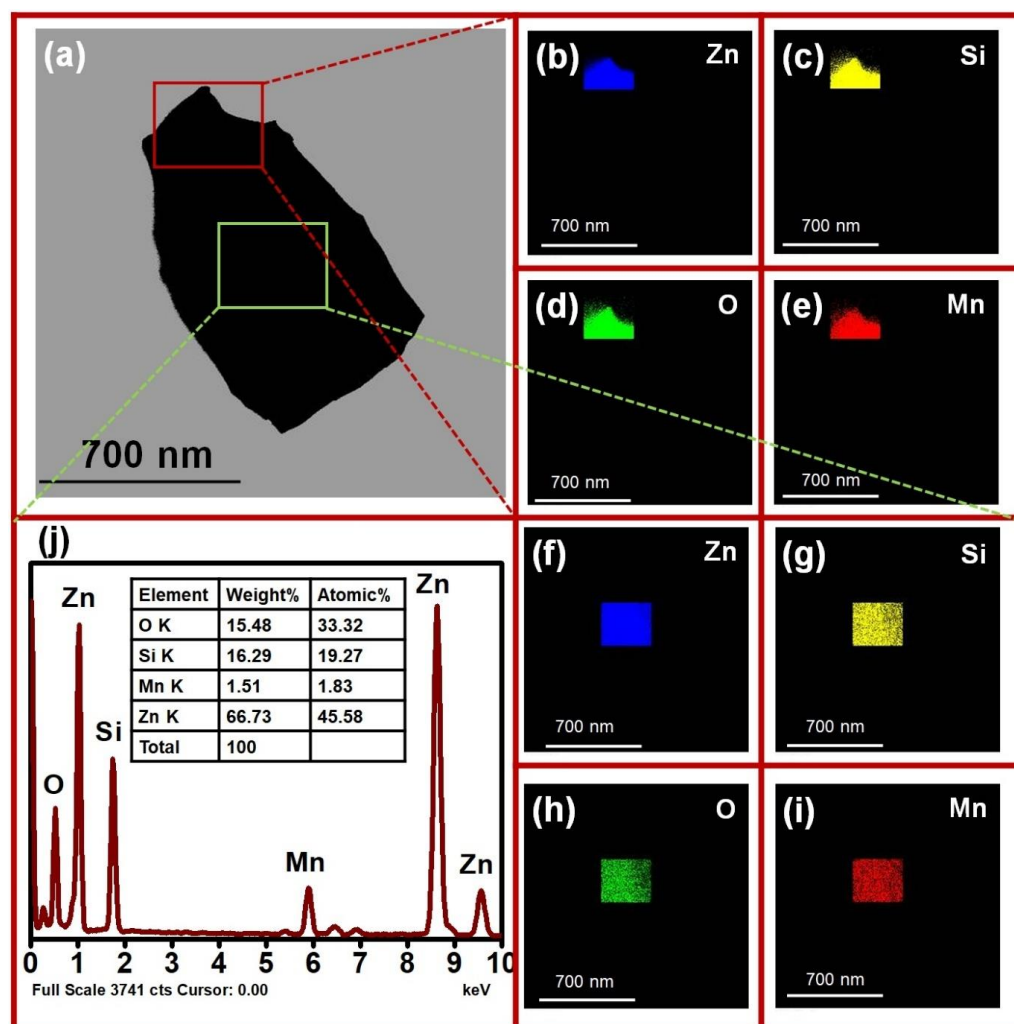 (a)
700 nm
(b) Zn
700 nm
(c) Si
700 nm
(d) O
700 nm
(e) Mn
700 nm
(f) Zn
700 nm
(g) Si
700 nm
(h) O
700 nm
(i) Mn
700 nm
(j)
Element Weight% Atomic%
O K 15.48 33.32
Si K 16.29 19.27
Mn K 1.51 1.83
Zn K 66.73 45.58
Total 100
O
Zn
Si
Mn
Zn
Zn
0 1 2 3 4 5 6 7 8 9 10
Full Scale 3741 cts Cursor: 0.00 keV